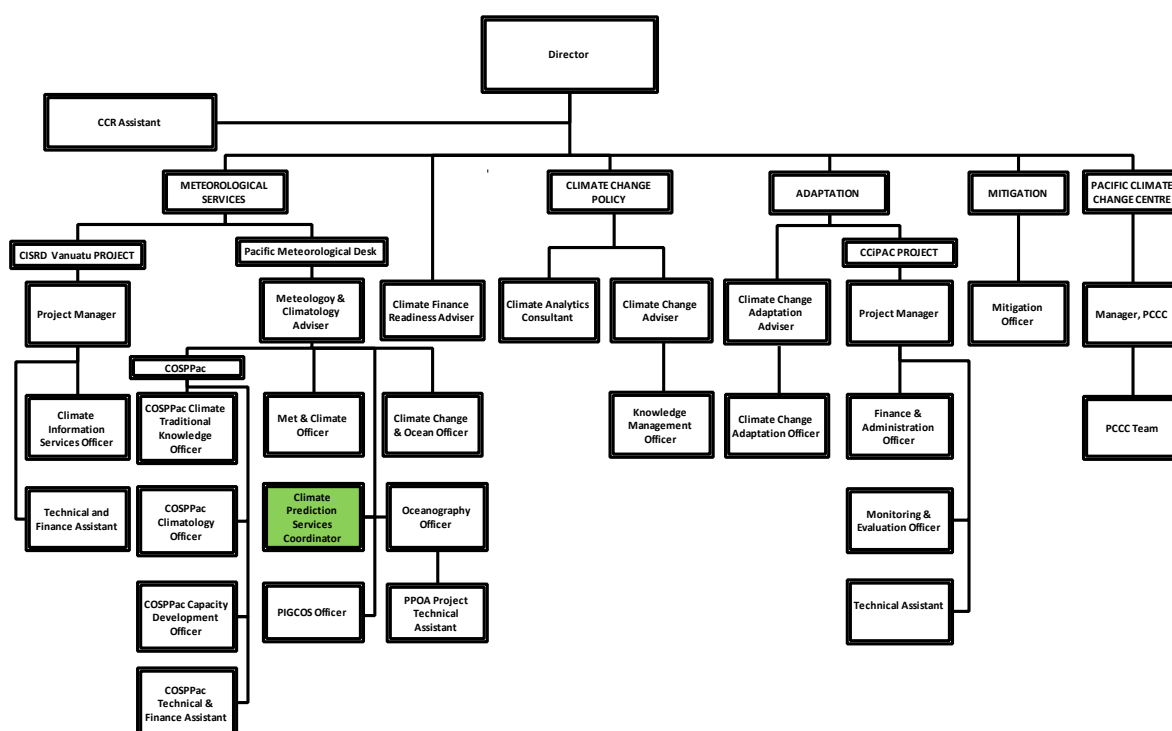 Director
CCR Assistant
METEOROLOGICAL
SERVICES
CLIMATE CHANGE
POLICY
ADAPTATION
MITIGATION
PACIFIC CLIMATE
CHANGE CENTRE
CISRD Vanuatu PROJECT
Pacific Meteorological Desk
CCiPAC PROJECT
Project Manager
Meteologoy &
Climatology
Adviser
Climate Finance
Readiness Adviser
Climate Analytics
Consultant
Climate Change
Adviser
Climate Change
Adaptation
Adviser
Project Manager
Mitigation
Officer
Manager, PCCC
COSPPac
Climate
Information
Services Officer
COSPPac Climate
Traditional
Knowledge
Officer
Met & Climate
Officer
Climate Change
& Ocean Officer
Knowledge
Management
Officer
Climate Change
Adaptation Officer
Finance &
Administration
Officer
PCCC Team
Technical and
Finance Assistant
COSPPac
Climatology
Officer
Climate
Prediction
Services
Coordinator
Oceanography
Officer
Monitoring &
Evaluation Officer
COSPPac Capacity
Development
Officer
PIGCOS Officer
PPOA Project
Technical
Assistant
Technical Assistant
COSPPac
Technical &
Finance Assistant